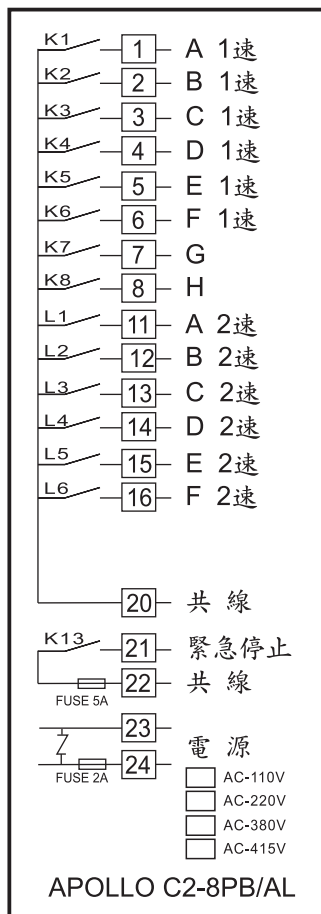 K1 1 A 1速
K2 2 B 1速
K3 3 C 1速
K4 4 D 1速
K5 5 E 1速
K6 6 F 1速
K7 7 G
K8 8 H
L1 11 A 2速
L2 12 B 2速
L3 13 C 2速
L4 14 D 2速
L5 15 E 2速
L6 16 F 2速
20 共線
K13 21 緊急停止
22 共線
FUSE 5A
23
電源
24
FUSE 2A
AC-110V
AC-220V
AC-380V
AC-415V
APOLLO C2-8PB/AL